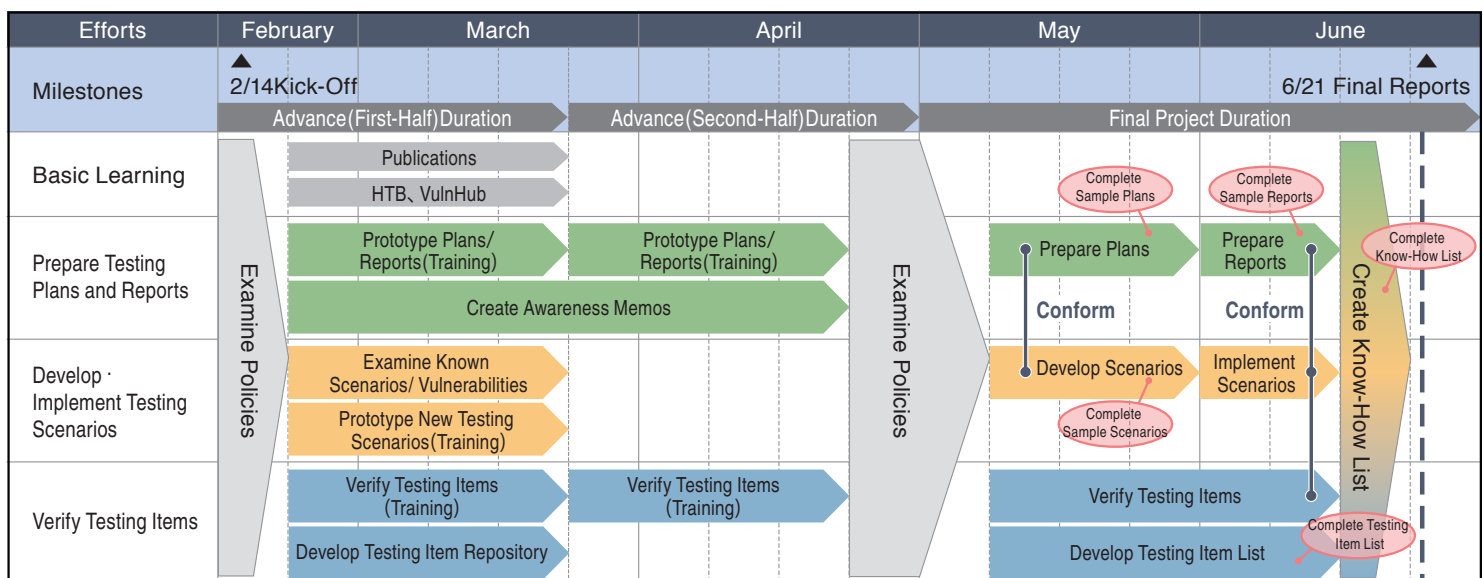 Efforts
February
March
April
May
June
Milestones
▲
2/14Kick-Off
▲
6/21 Final Reports
Advance(First-Half)Duration
Advance(Second-Half)Duration
Final Project Duration
Basic Learning
Publications
HTB、VulnHub
Examine Policies
Examine Policies
Complete
Sample Plans
Complete
Sample Reports
Prepare Testing
Plans and Reports
Prototype Plans/
Reports(Training)
Prototype Plans/
Reports(Training)
Create Awareness Memos
Prepare Plans
Prepare
Reports
Conform
Conform
Complete
Know-How List
Create Know-How List
Develop ·
Implement Testing
Scenarios
Examine Known
Scenarios/ Vulnerabilities
Prototype New Testing
Scenarios(Training)
Develop Scenarios
Implement
Scenarios
Complete
Sample Scenarios
Verify Testing Items
Verify Testing Items
(Training)
Verify Testing Items
(Training)
Verify Testing Items
Develop Testing Item Repository
Develop Testing Item List
Complete Testing
Item List